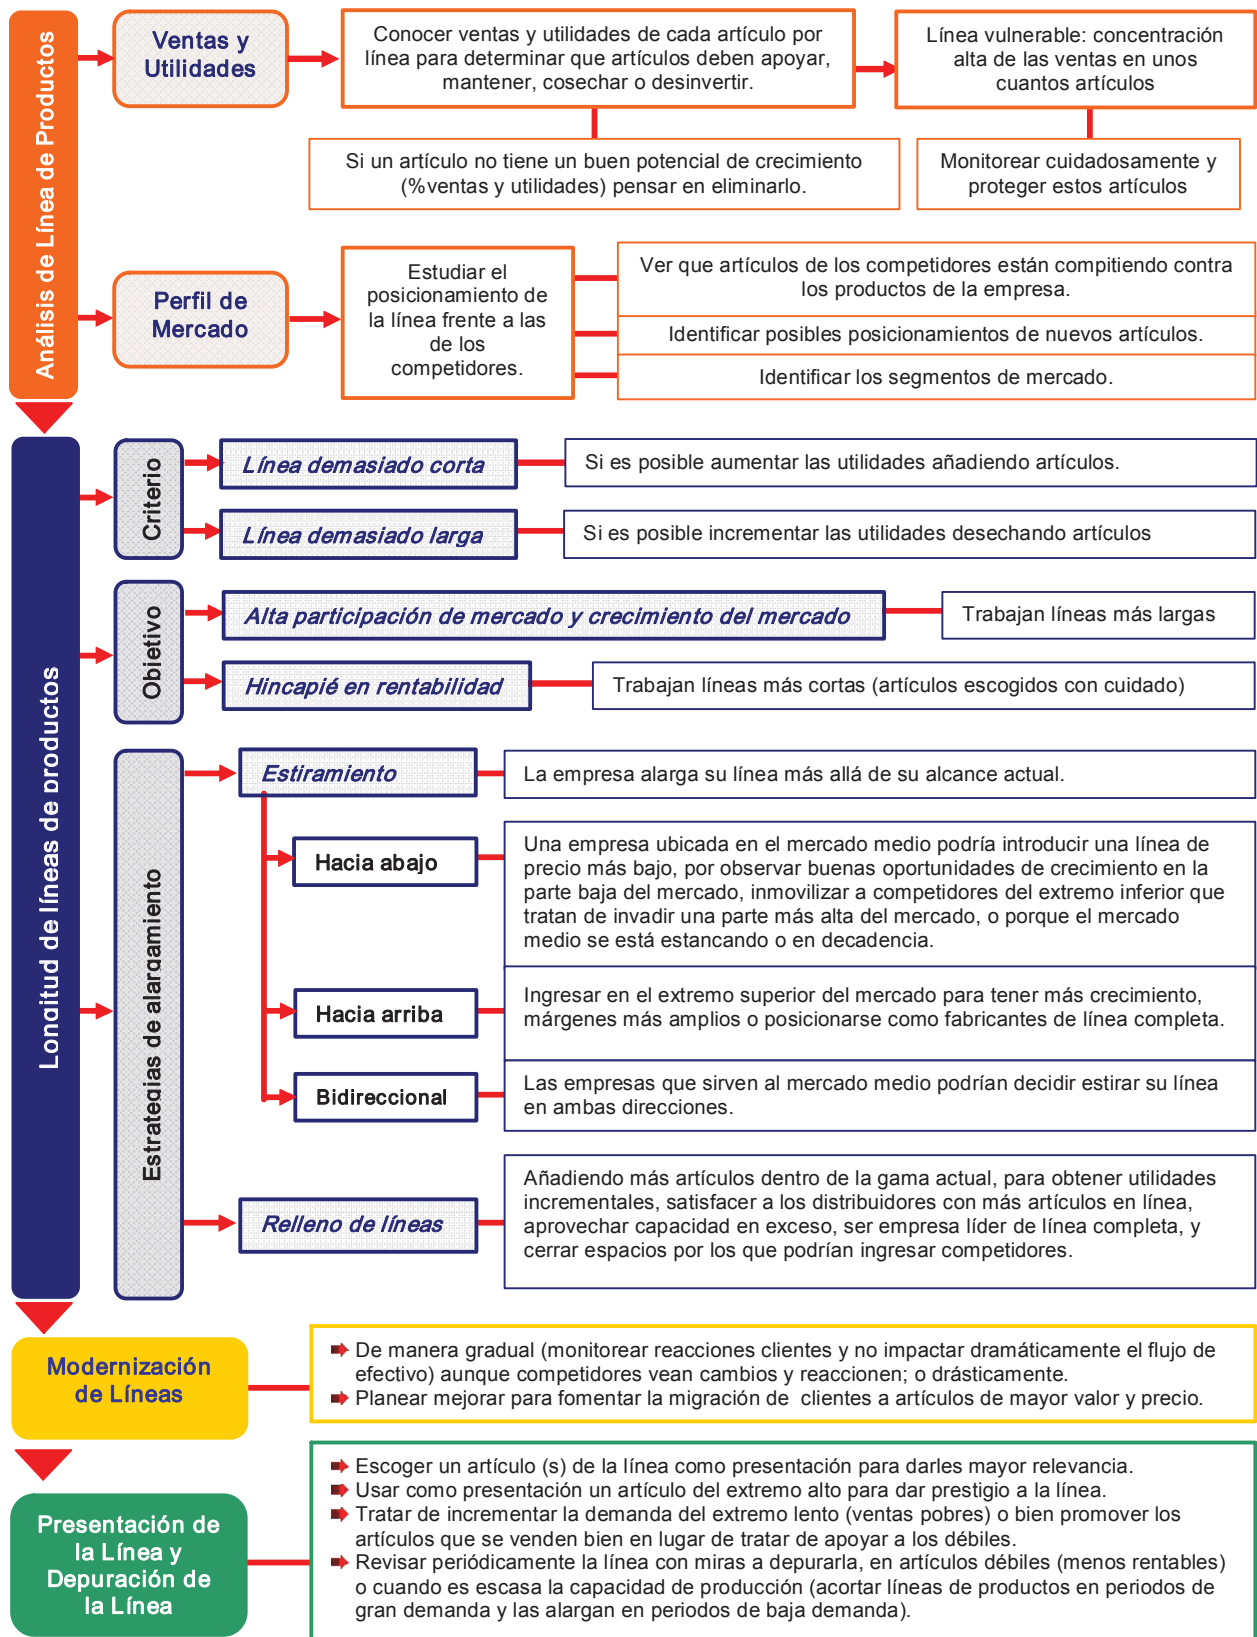 Análisis de Línea de Productos
Ventas y
Utilidades
Conocer ventas y utilidades de cada artículo por
línea para determinar que artículos deben apoyar,
mantener, cosechar o desinvertir.
Línea vulnerable: concentración
alta de las ventas en unos
cuantos artículos
Si un artículo no tiene un buen potencial de crecimiento
(%ventas y utilidades) pensar en eliminarlo.
Monitorear cuidadosamente y
proteger estos artículos
Perfil de
Mercado
Estudiar el
posicionamiento de
la línea frente a las
de los
competidores.
Ver que artículos de los competidores están compitiendo contra
los productos de la empresa.
Identificar posibles posicionamientos de nuevos artículos.
Identificar los segmentos de mercado.
Longitud de líneas de productos
Criterio
Línea demasiado corta
Si es posible aumentar las utilidades añadiendo artículos.
Línea demasiado larga
Si es posible incrementar las utilidades desechando artículos
Objetivo
Alta participación de mercado y crecimiento del mercado
Trabajan líneas más largas
Hincapié en rentabilidad
Trabajan líneas más cortas (artículos escogidos con cuidado)
Estrategias de alargamiento
Estiramiento
La empresa alarga su línea más allá de su alcance actual.
Hacia abajo
Una empresa ubicada en el mercado medio podría introducir una línea de
precio más bajo, por observar buenas oportunidades de crecimiento en la
parte baja del mercado, inmovilizar a competidores del extremo inferior que
tratan de invadir una parte más alta del mercado, o porque el mercado
medio se está estancando o en decadencia.
Hacia arriba
Ingresar en el extremo superior del mercado para tener más crecimiento,
márgenes más amplios o posicionarse como fabricantes de línea completa.
Bidireccional
Las empresas que sirven al mercado medio podrían decidir estirar su línea
en ambas direcciones.
Relleno de líneas
Añadiendo más artículos dentro de la gama actual, para obtener utilidades
incrementales, satisfacer a los distribuidores con más artículos en línea,
aprovechar capacidad en exceso, ser empresa líder de línea completa, y
cerrar espacios por los que podrían ingresar competidores.
Modernización
de Líneas
De manera gradual (monitorear reacciones clientes y no impactar dramáticamente el flujo de
efectivo) aunque competidores vean cambios y reaccionen; o drásticamente.
Planear mejorar para fomentar la migración de clientes a artículos de mayor valor y precio.
Presentación de
la Línea y
Depuración de
la Línea
Escoger un artículo (s) de la línea como presentación para darles mayor relevancia.
Usar como presentación un artículo del extremo alto para dar prestigio a la línea.
Tratar de incrementar la demanda del extremo lento (ventas pobres) o bien promover los
artículos que se venden bien en lugar de tratar de apoyar a los débiles.
Revisar periódicamente la línea con miras a depurarla, en artículos débiles (menos rentables)
o cuando es escasa la capacidad de producción (acortar líneas de productos en periodos de
gran demanda y las alargan en periodos de baja demanda).